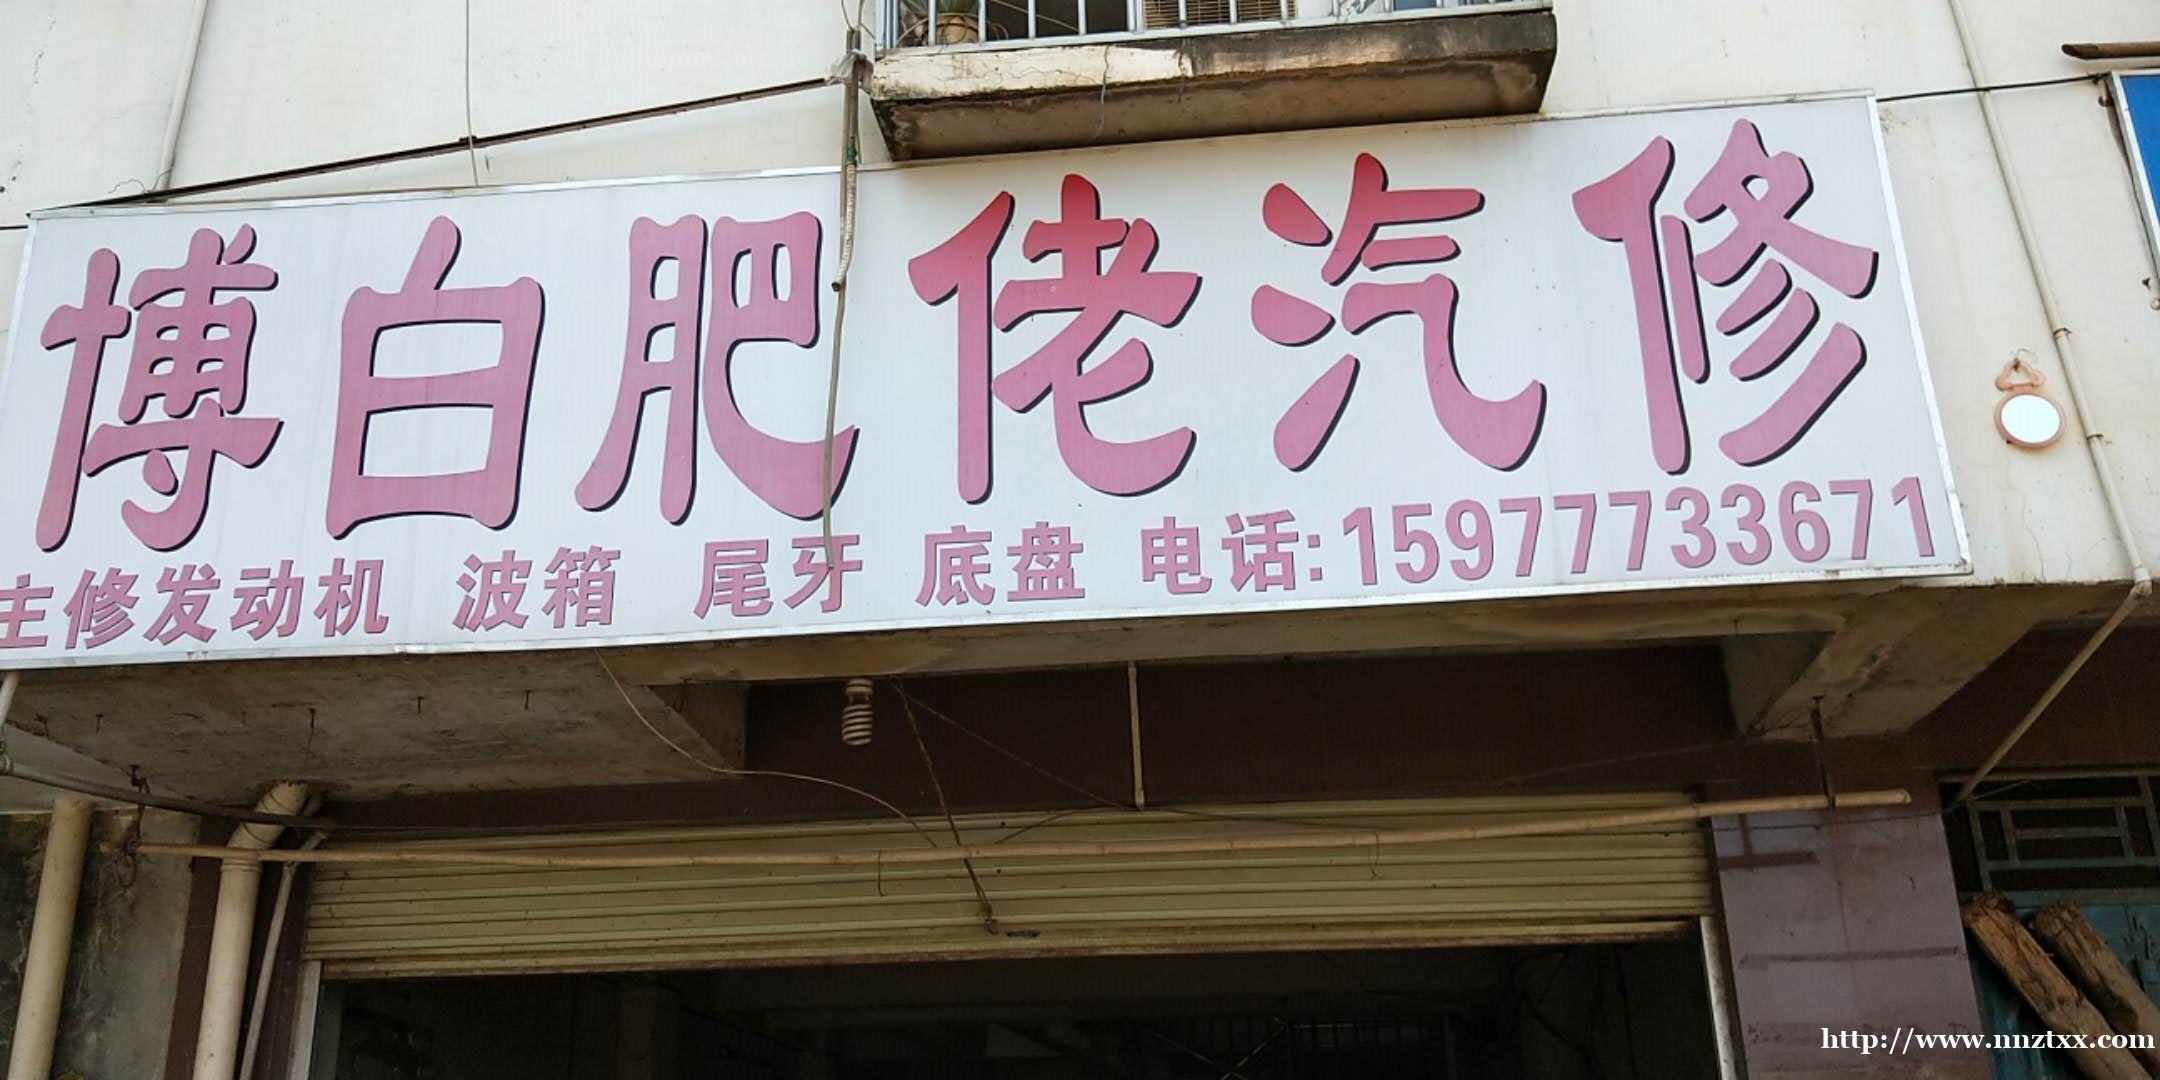 博白肥佬汽修
主修发动机 波箱 尾牙 底盘 电话:15977733671
http://www.nnztxx.com